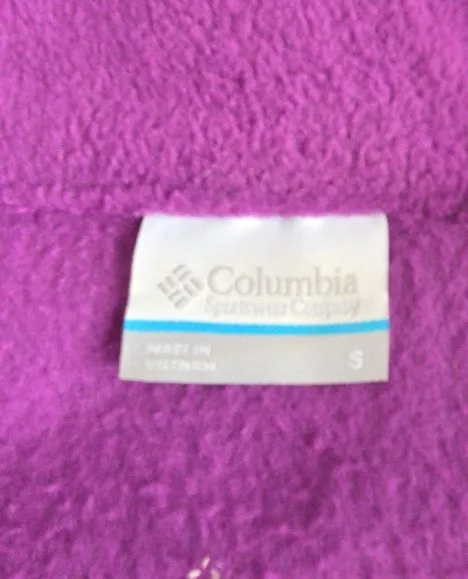 Columbia
Sportswear Company
MADE IN
VIETNAM
S